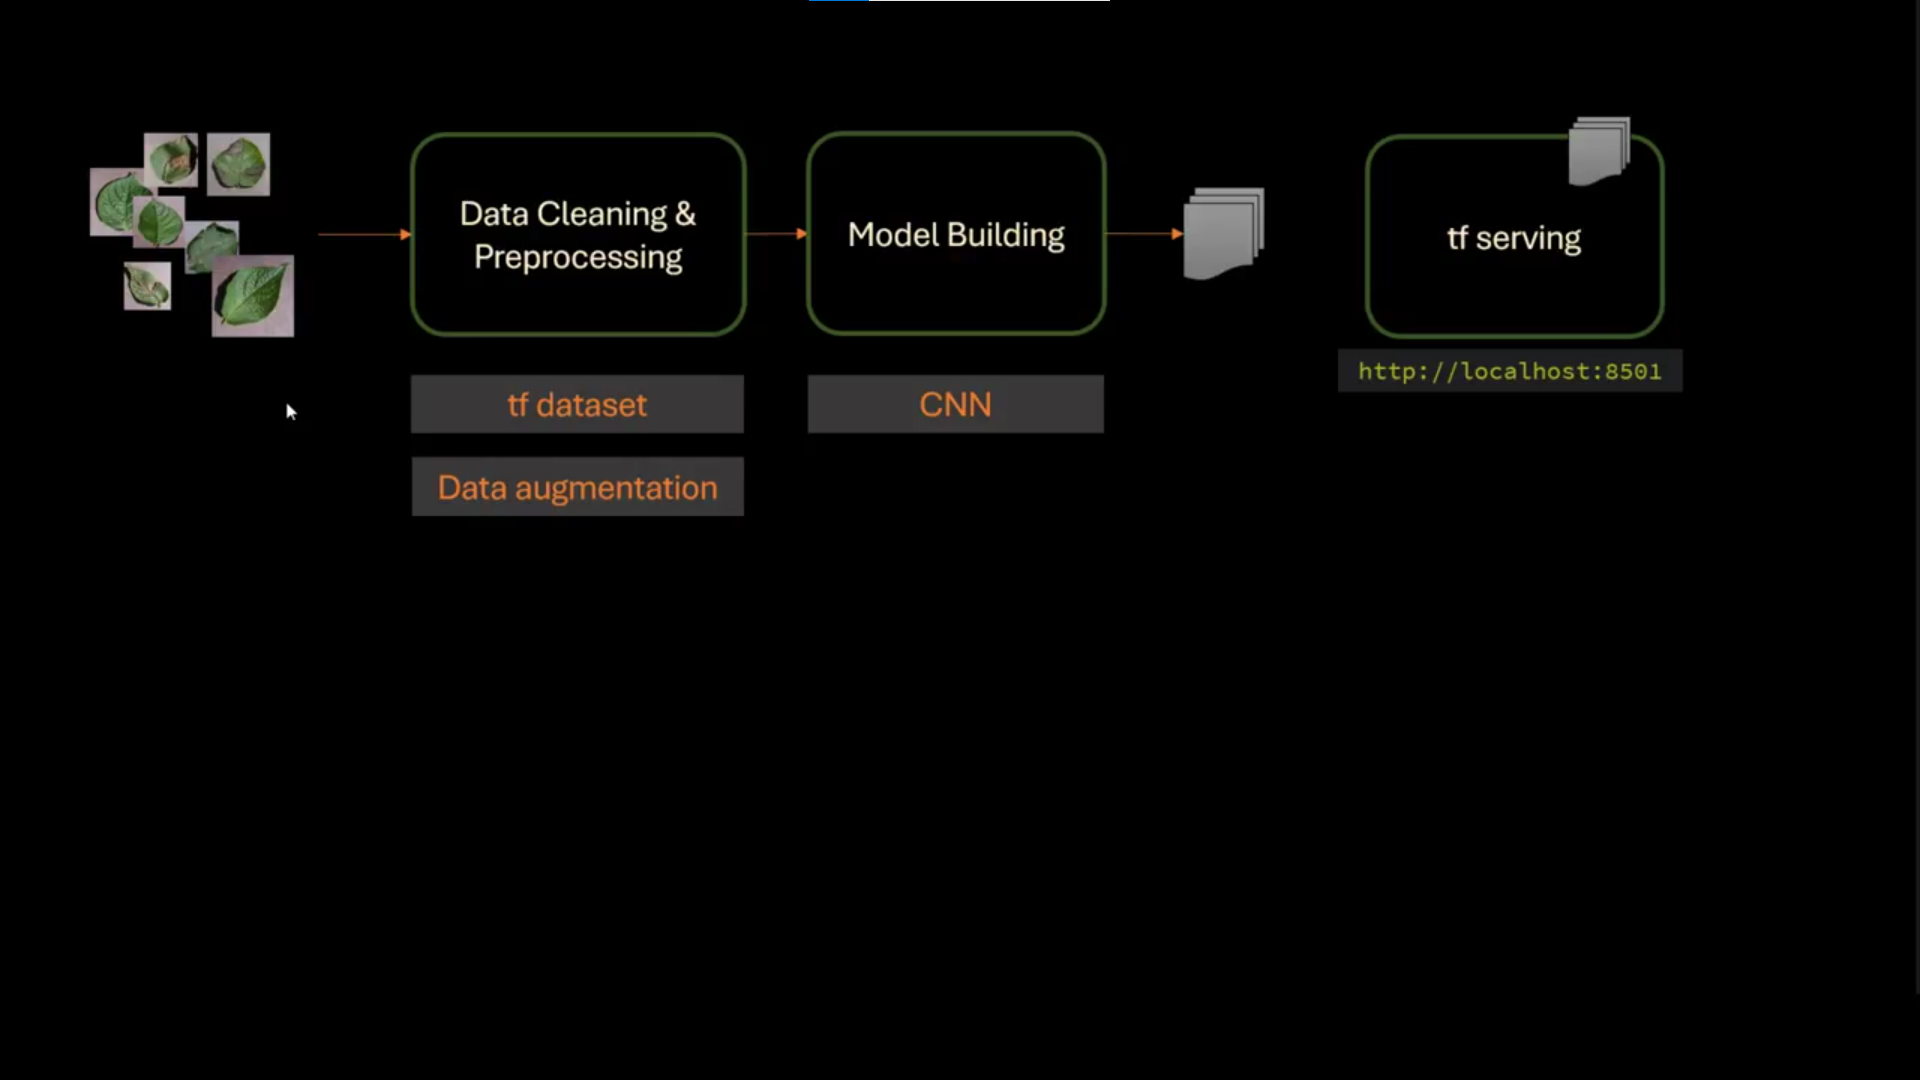 Data Cleaning &
Preprocessing
Model Building
tf serving
http://localhost:8501
tf dataset
CNN
Data augmentation